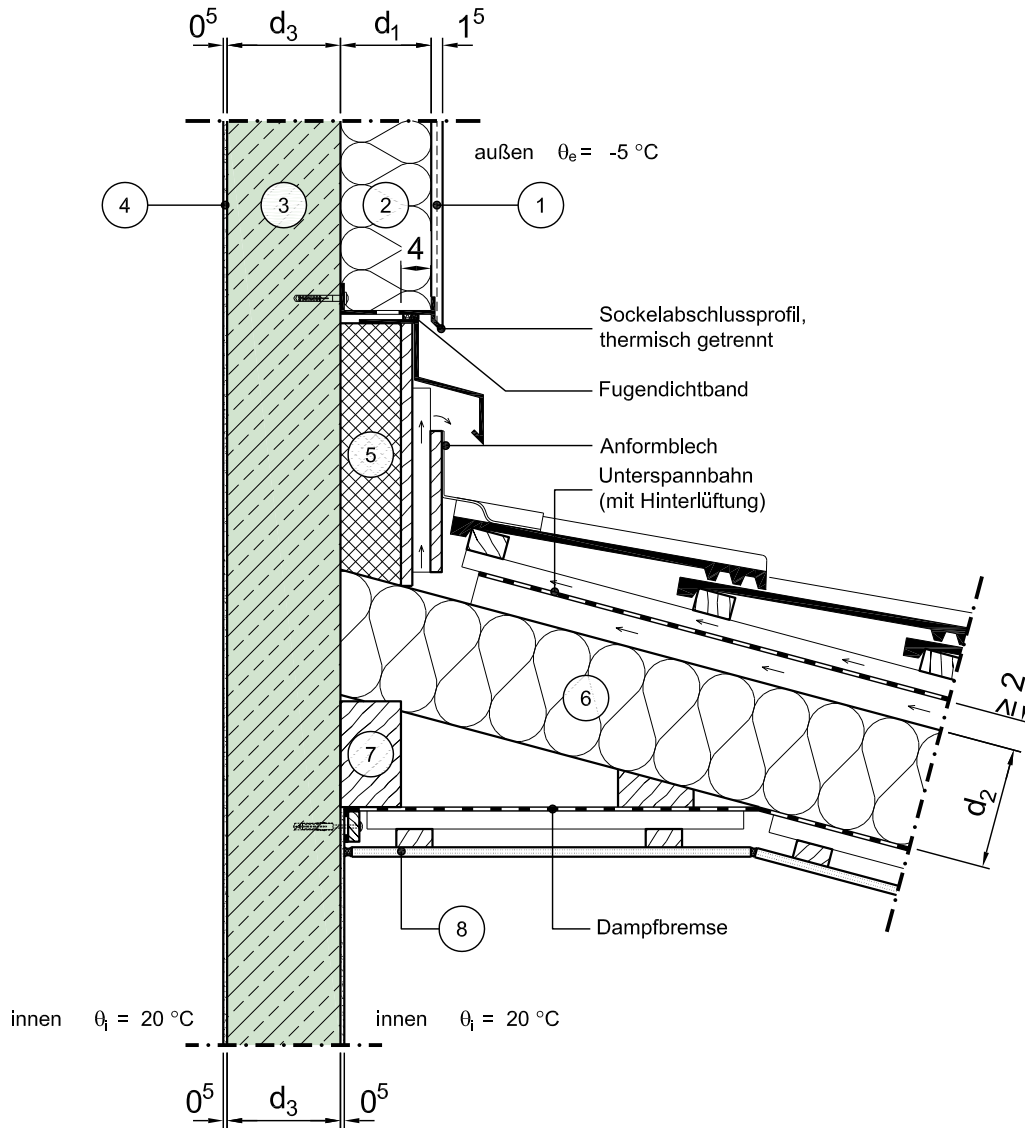 0⁵ d₃ d₁ 1⁵
außen θₑ = -5 °C
4 3 2 1
4
Sockelabschlussprofil,
thermisch getrennt
Fugendichtband
5
Anformblech
Unterspannbahn
(mit Hinterlüftung)
6
≥ 2
7
d₂
8
Dampfbremse
innen θᵢ = 20 °C innen θᵢ = 20 °C
0⁵ d₃ 0⁵